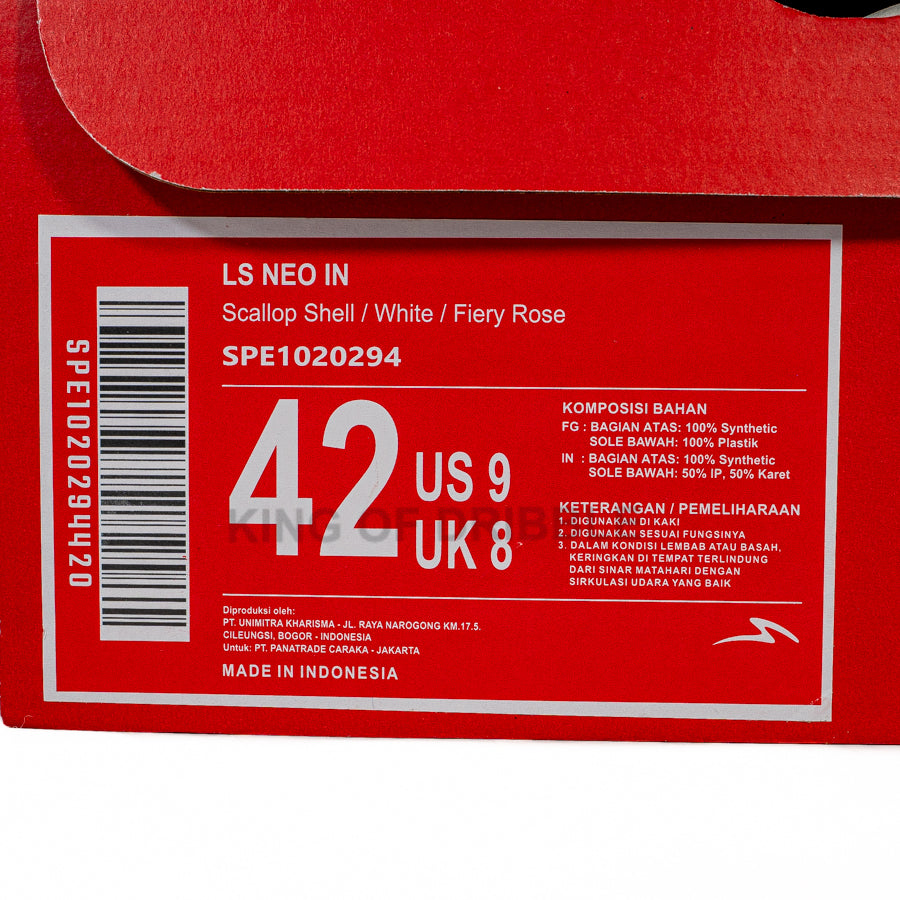 LS NEO IN
Scallop Shell / White / Fiery Rose
SPE1020294
SPE1020294420
42
US 9
UK 8
KOMPOSISI BAHAN
FG : BAGIAN ATAS: 100% Synthetic
SOLE BAWAH: 100% Plastik
IN : BAGIAN ATAS: 100% Synthetic
SOLE BAWAH: 50% IP, 50% Karet
KETERANGAN / PEMELIHARAAN
1. DIGUNAKAN DI KAKI
2. DIGUNAKAN SESUAI FUNGSINYA
3. DALAM KONDISI LEMBAB ATAU BASAH,
KERINGKAN DI TEMPAT TERLINDUNG
DARI SINAR MATAHARI DENGAN
SIRKULASI UDARA YANG BAIK
KING OF
Diproduksi oleh:
PT. UNIMITRA KHARISMA - JL. RAYA NAROGONG KM.17.5.
CILEUNGSI, BOGOR - INDONESIA
Untuk: PT. PANATRADE CARAKA - JAKARTA
MADE IN INDONESIA